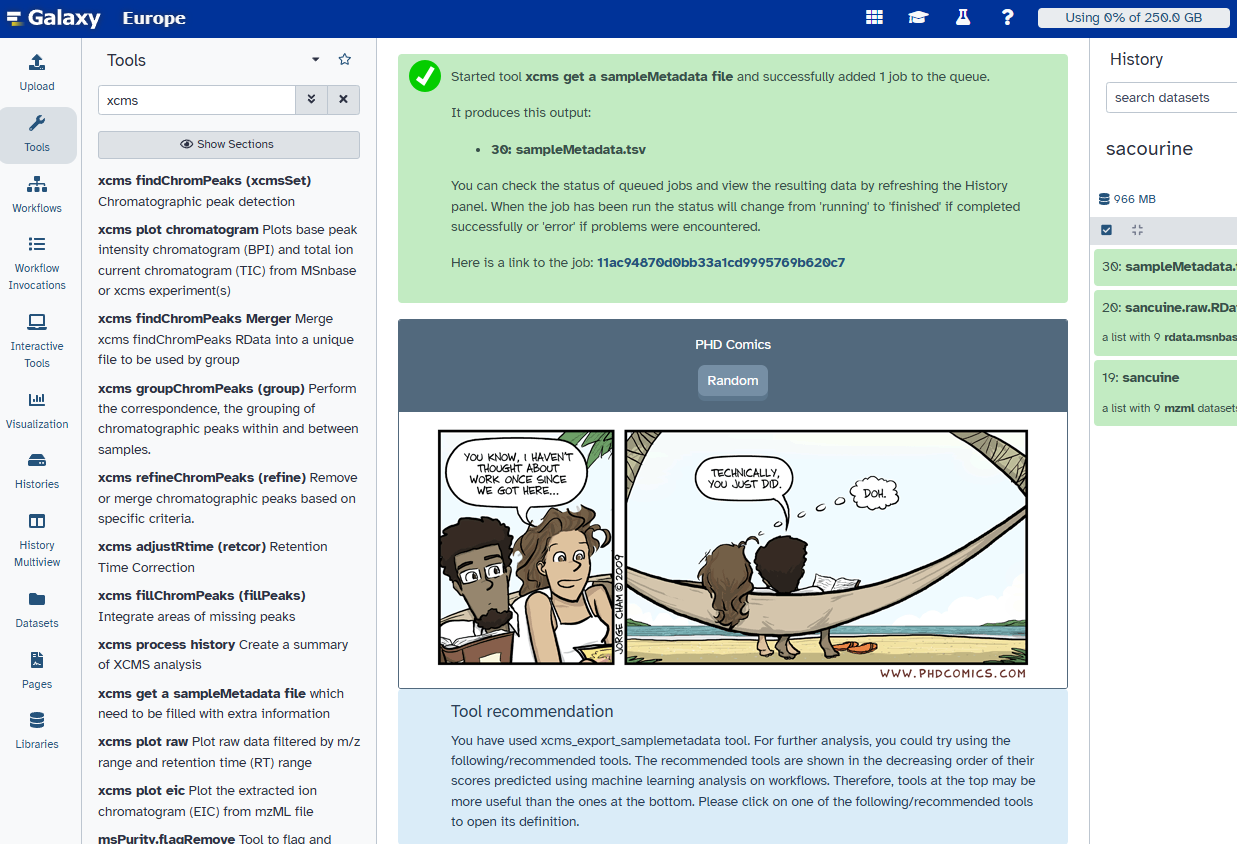 Galaxy Europe
Using 0% of 250.0 GB
Upload
Tools
Workflows
Workflow
Invocations
Interactive
Tools
Visualization
Histories
History
Multiview
Datasets
Pages
Libraries
Tools
xcms
Show Sections
xcms findChromPeaks (xcmsSet)
Chromatographic peak detection
xcms plot chromatogram Plots base peak
intensity chromatogram (BPI) and total ion
current chromatogram (TIC) from MSnbase
or xcms experiment(s)
xcms findChromPeaks Merger Merge
xcms findChromPeaks RData into a unique
file to be used by group
xcms groupChromPeaks (group) Perform
the correspondence, the grouping of
chromatographic peaks within and between
samples.
xcms refineChromPeaks (refine) Remove
or merge chromatographic peaks based on
specific criteria.
xcms adjustRtime (retcor) Retention
Time Correction
xcms fillChromPeaks (fillPeaks)
Integrate areas of missing peaks
xcms process history Create a summary
of XCMS analysis
xcms get a sampleMetadata file which
need to be filled with extra information
xcms plot raw Plot raw data filtered by m/z
range and retention time (RT) range
xcms plot eic Plot the extracted ion
chromatogram (EIC) from mzML file
msPurity.flagRemove Tool to flag and
Started tool xcms get a sampleMetadata file and successfully added 1 job to the queue.
It produces this output:
• 30: sampleMetadata.tsv
You can check the status of queued jobs and view the resulting data by refreshing the History
panel. When the job has been run the status will change from 'running' to 'finished' if completed
successfully or 'error' if problems were encountered.
Here is a link to the job: 11ac94870d0bb33a1cd9995769b620c7
PHD Comics
Random
YOU KNOW, I HAVEN'T
THOUGHT ABOUT
WORK ONCE SINCE
WE GOT HERE...
TECHNICALLY,
YOU JUST DID.
DOH.
JORGE CHAM © 2009
WWW.PHDCOMICS.COM
Tool recommendation
You have used xcms_export_samplemetadata tool. For further analysis, you could try using the
following/recommended tools. The recommended tools are shown in the decreasing order of their
scores predicted using machine learning analysis on workflows. Therefore, tools at the top may be
more useful than the ones at the bottom. Please click on one of the following/recommended tools
to open its definition.
History
search datasets
sacourine
966 MB
30: sampleMetadata.
20: sancuine.raw.RDa
a list with 9 rdata.msnbas
19: sancuine
a list with 9 mzml datasets